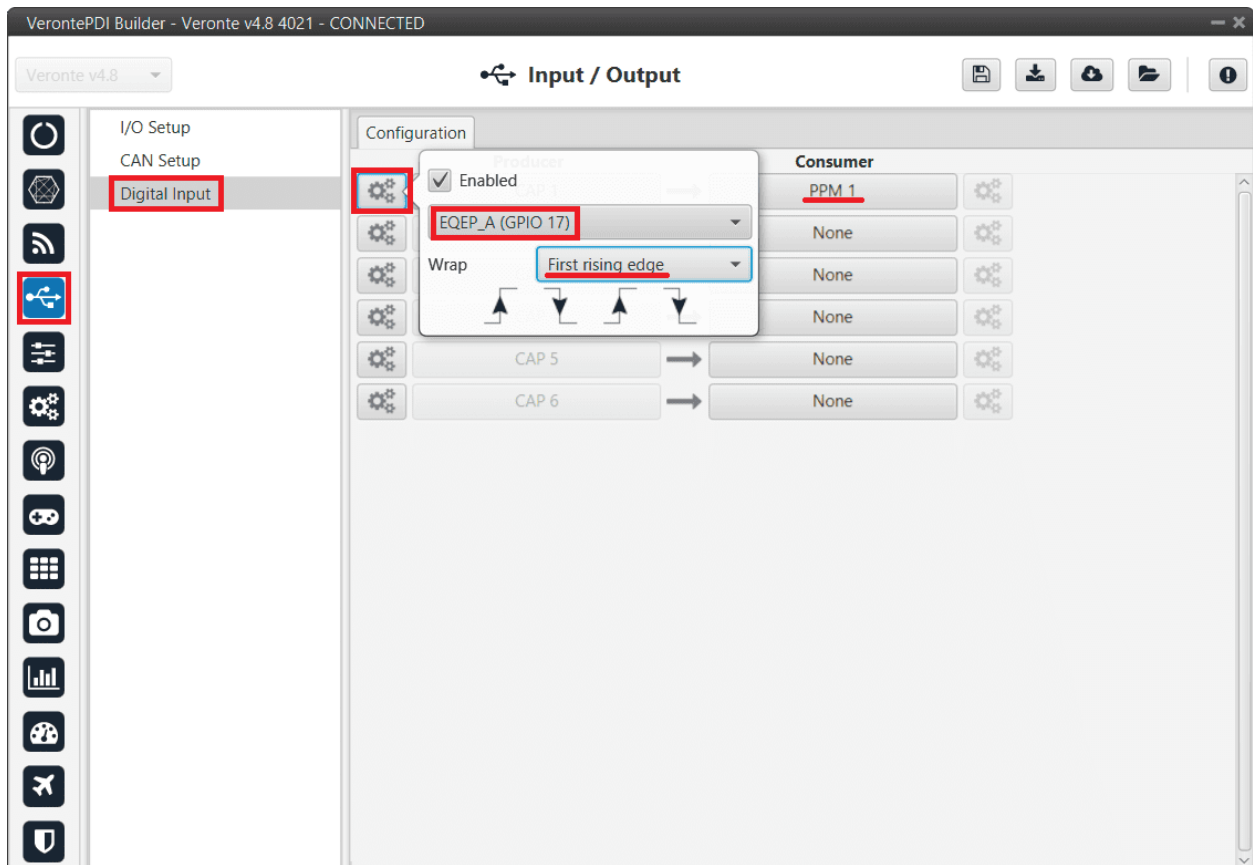 VerontePDI Builder - Veronte v4.8 4021 - CONNECTED
Veronte v4.8
Input / Output
I/O Setup
CAN Setup
Digital Input
Configuration
Producer
Consumer
Enabled
CAP 1
PPM 1
EQEP_A (GPIO 17)
None
Wrap
First rising edge
None
None
CAP 5
None
CAP 6
None